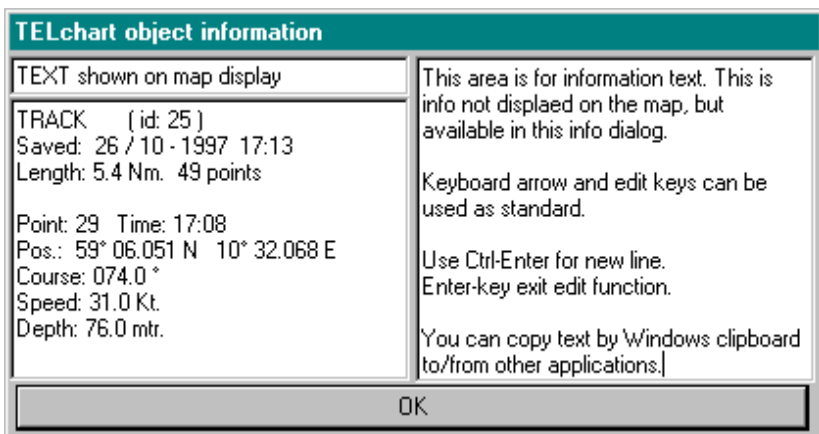 TELchart object information
TEXT shown on map display
TRACK ( id: 25 )
Saved: 26 / 10 - 1997 17:13
Length: 5.4 Nm. 49 points
Point: 29 Time: 17:08
Pos.: 59° 06.051 N 10° 32.068 E
Course: 074.0 °
Speed: 31.0 Kt.
Depth: 76.0 mtr.
This area is for information text. This is
info not displaed on the map, but
available in this info dialog.
Keyboard arrow and edit keys can be
used as standard.
Use Ctrl-Enter for new line.
Enter-key exit edit function.
You can copy text by Windows clipboard
to/from other applications.
OK